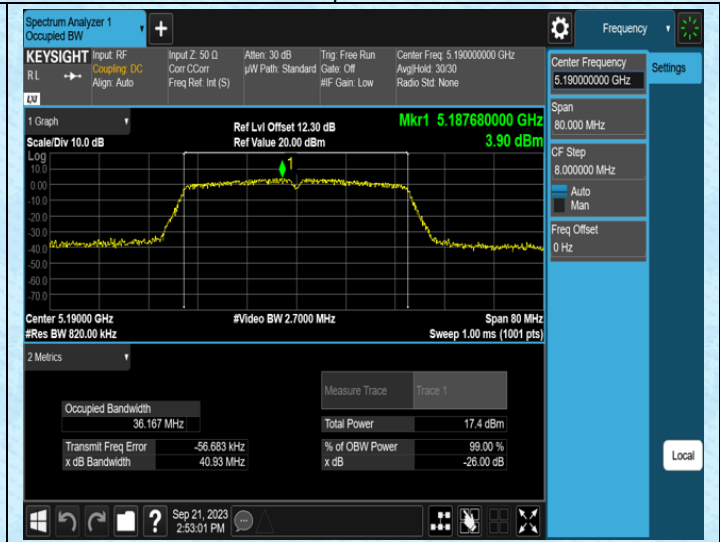 Spectrum Analyzer 1
Occupied BW
Frequency
KEYSIGHT
RL
LXI
Input: RF
Coupling: DC
Align: Auto
Input Z: 50 Ω
Corr CCorr
Freq Ref: Int (S)
Atten: 30 dB
µW Path: Standard
Trig: Free Run
Gate: Off
#IF Gain: Low
Center Freq: 5.190000000 GHz
Avg|Hold: 30/30
Radio Std: None
1 Graph
Scale/Div 10.0 dB
Ref Lvl Offset 12.30 dB
Ref Value 20.00 dBm
Mkr1 5.187680000 GHz
3.90 dBm
Log
10.0
0.00
-10.0
-20.0
-30.0
-40.0
-50.0
-60.0
-70.0
1
Center 5.19000 GHz
#Res BW 820.00 kHz
#Video BW 2.7000 MHz
Span 80 MHz
Sweep 1.00 ms (1001 pts)
2 Metrics
Measure Trace
Trace 1
Occupied Bandwidth
36.167 MHz
Total Power
17.4 dBm
Transmit Freq Error
-56.683 kHz
% of OBW Power
99.00 %
x dB Bandwidth
40.93 MHz
x dB
-26.00 dB
Center Frequency
5.190000000 GHz
Settings
Span
80.000 MHz
CF Step
8.000000 MHz
Auto
Man
Freq Offset
0 Hz
Local
?
Sep 21, 2023
2:53:01 PM